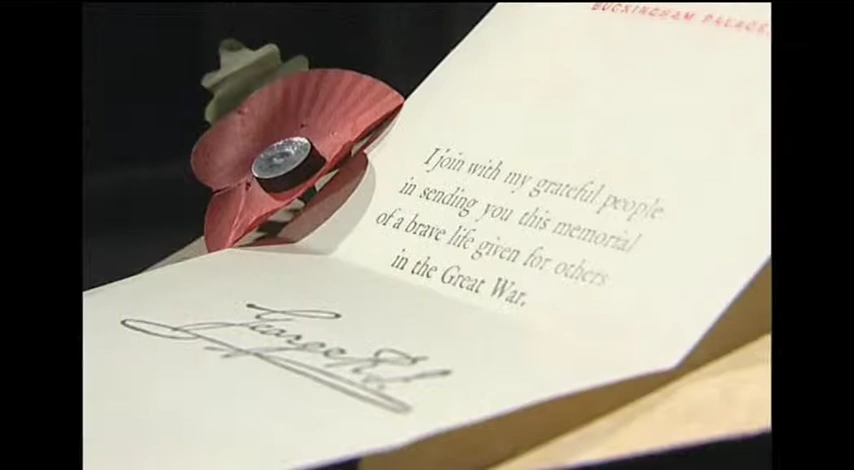 BUCKINGHAM PALACE.
I join with my grateful people
in sending you this memorial
of a brave life given for others
in the Great War.
George R.I.